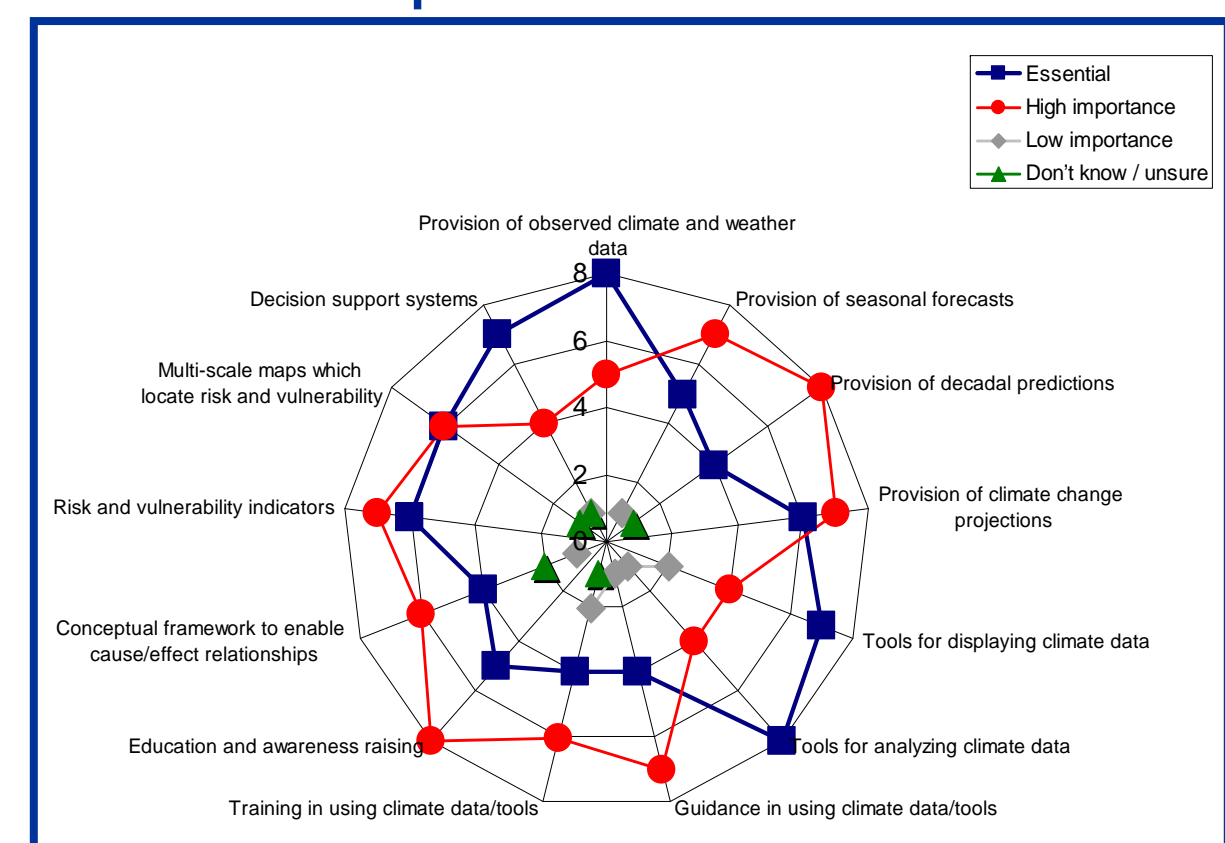 Essential
High importance
Low importance
Don't know / unsure
Provision of observed climate and weather
data
8
Decision support systems
Provision of seasonal forecasts
6
Multi-scale maps which
locate risk and vulnerability
Provision of decadal predictions
4
2
Risk and vulnerability indicators
Provision of climate change
projections
0
Conceptual framework to enable
cause/effect relationships
Tools for displaying climate data
Education and awareness raising
Tools for analyzing climate data
Training in using climate data/tools
Guidance in using climate data/tools